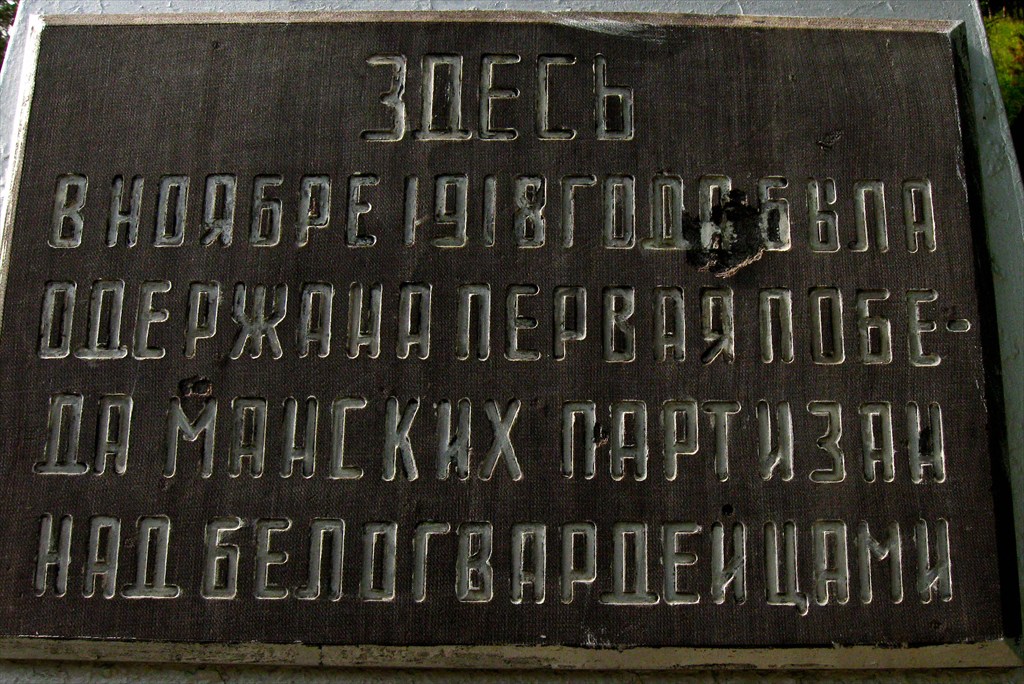 ЗДЕСЬ
В НОЯБРЕ 1918 ГОДА БЫЛА
ОДЕРЖАНА ПЕРВАЯ ПОБЕ-
ДА МАНСКИХ ПАРТИЗАН
НАД БЕЛОГВАРДЕЙЦАМИ